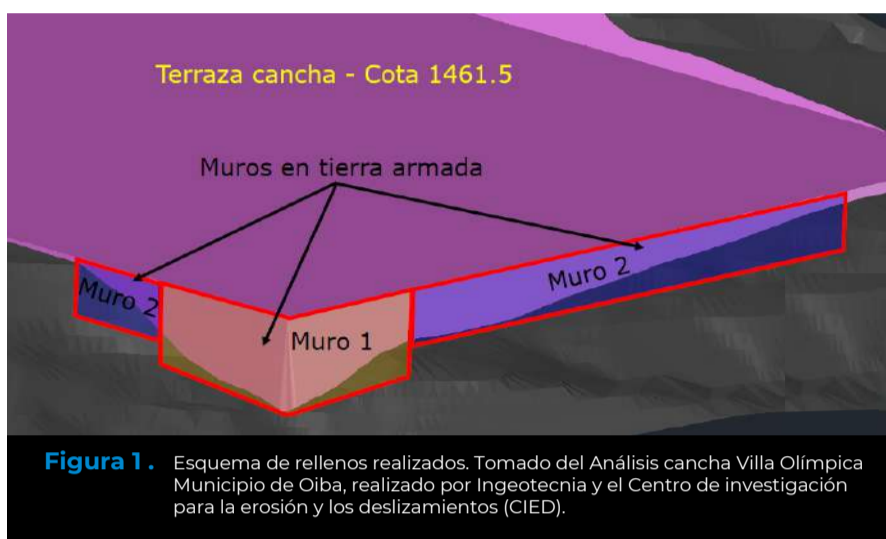 Terraza cancha - Cota 1461.5
Muros en tierra armada
Muro 2
Muro 2
Muro 1
Figura 1. Esquema de rellenos realizados. Tomado del Análisis cancha Villa Olímpica
Municipio de Oiba, realizado por Ingeotecnia y el Centro de investigación
para la erosión y los deslizamientos (CIED).